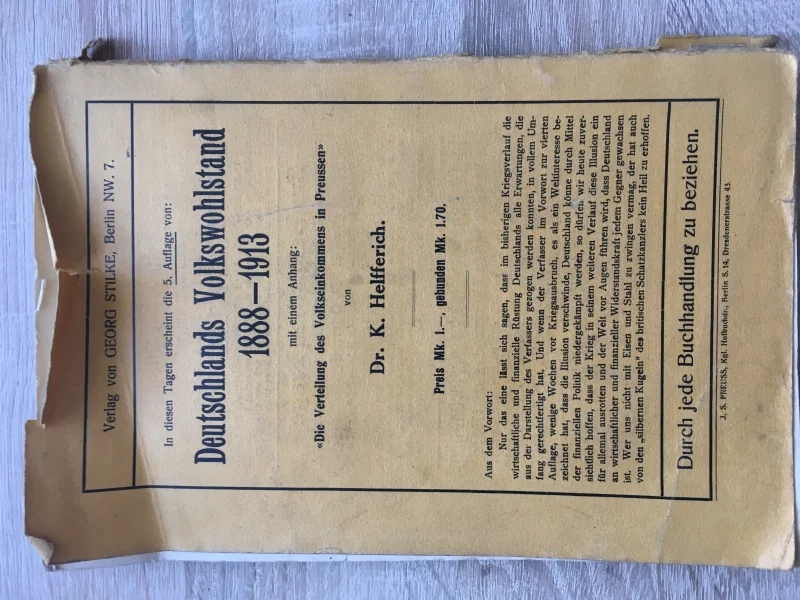 Verlag von GEORG STILKE, Berlin NW. 7.
In diesen Tagen erscheint die 5. Auflage von:
Deutschlands Volkswohlstand
1888—1913
mit einem Anhang:
«Die Verteilung des Volkseinkommens in Preussen»
von
Dr. K. Helfferich.
Preis Mk. 1.—, gebunden Mk. 1.70.
Aus dem Vorwort:
Nur das eine lässt sich sagen, dass im bisherigen Kriegsverlauf die
wirtschaftliche und finanzielle Rüstung Deutschlands alle Erwartungen, die
aus der Darstellung des Verfassers gezogen werden konnten, in vollem Um-
fang gerechtfertigt hat. Und wenn der Verfasser im Vorwort zur vierten
Auflage, wenige Wochen vor Kriegsausbruch, es als ein Weltinteresse be-
zeichnet hat, dass die Illusion verschwinde, Deutschland könne durch Mittel
der finanziellen Politik niedergekämpft werden, so dürfen wir heute zuver-
sichtlich hoffen, dass der Krieg in seinem weiteren Verlauf diese Illusion ein
für allemal ausrotten und der Welt vor Augen führen wird, dass Deutschland
an wirtschaftlicher und finanzieller Widerstandskraft jedem Gegner gewachsen
ist. Wer uns nicht mit Eisen und Stahl zu zwingen vermag, der hat auch
von den „silbernen Kugeln“ des britischen Schatzkanzlers kein Heil zu erhoffen.
Durch jede Buchhandlung zu beziehen.
J. S. PREUSS, Kgl. Hofbuchdr., Berlin S. 14, Dresdenerstrasse 43.